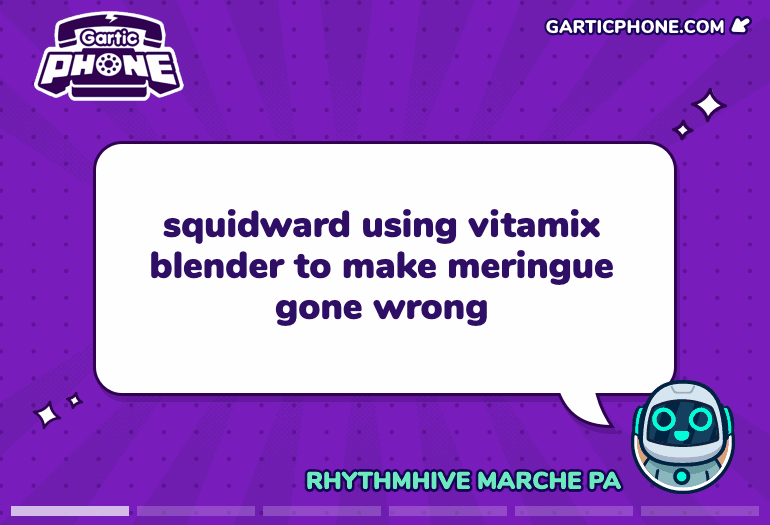 Gartic
PHONE
GARTICPHONE.COM
squidward using vitamix
blender to make meringue
gone wrong
RHYTHMHIVE MARCHE PA